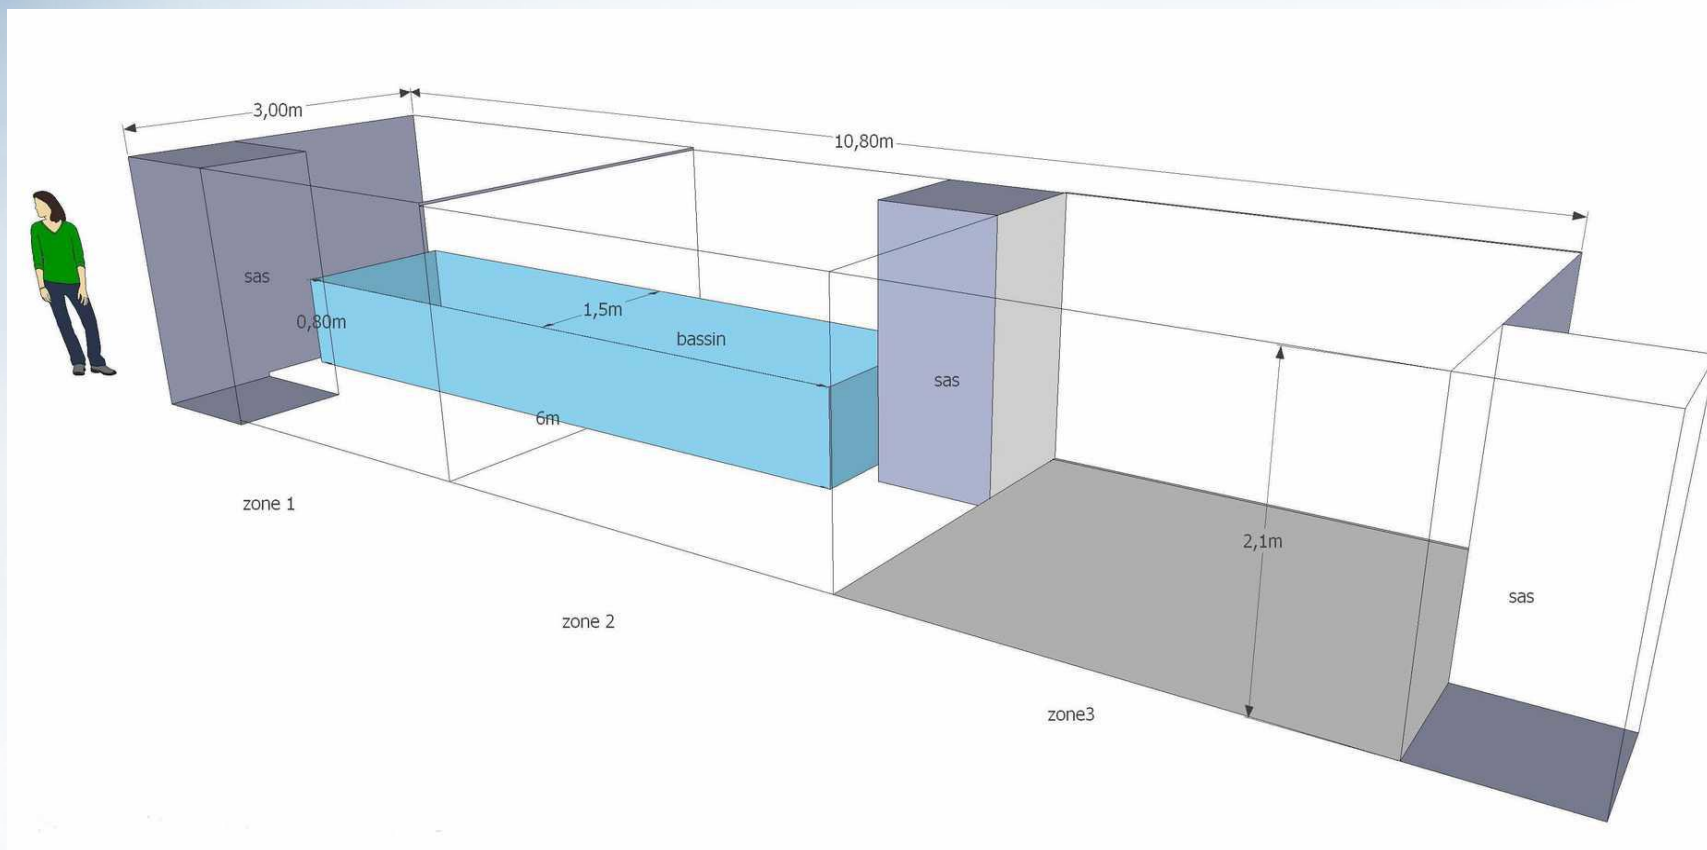 3,00m
10,80m
sas
0,80m
1,5m
bassin
sas
6m
zone 1
2,1m
sas
zone 2
zone3